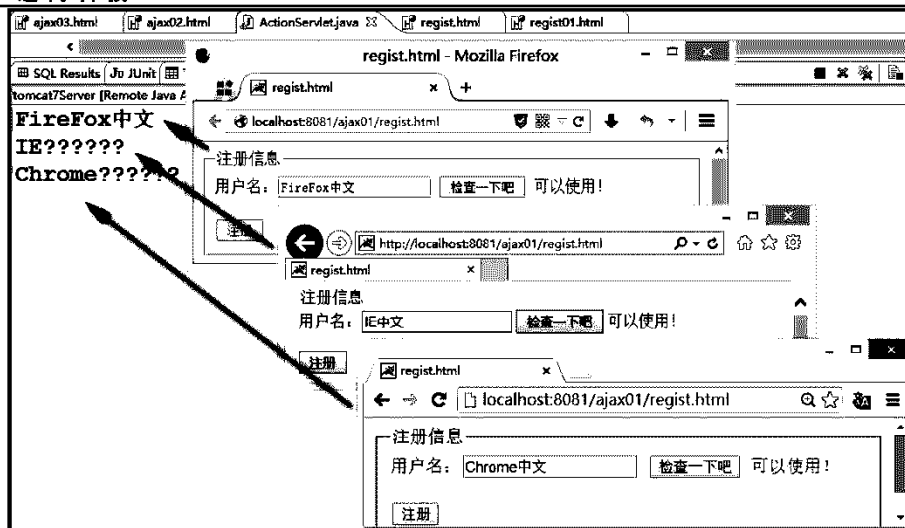 ajax03.html ajax02.html ActionServlet.java regist.html regist01.html
SQL Results JUnit
tomcat7Server [Remote Java A
FireFox中文
IE??????
Chrome??????
regist.html - Mozilla Firefox
regist.html
localhost:8081/ajax01/regist.html
注册信息
用户名: FireFox中文 检查一下吧 可以使用!
http://localhost:8081/ajax01/regist.html
regist.html
注册信息
用户名: IE中文 检查一下吧 可以使用!
注册
regist.html
localhost:8081/ajax01/regist.html
注册信息
用户名: Chrome中文 检查一下吧 可以使用!
注册